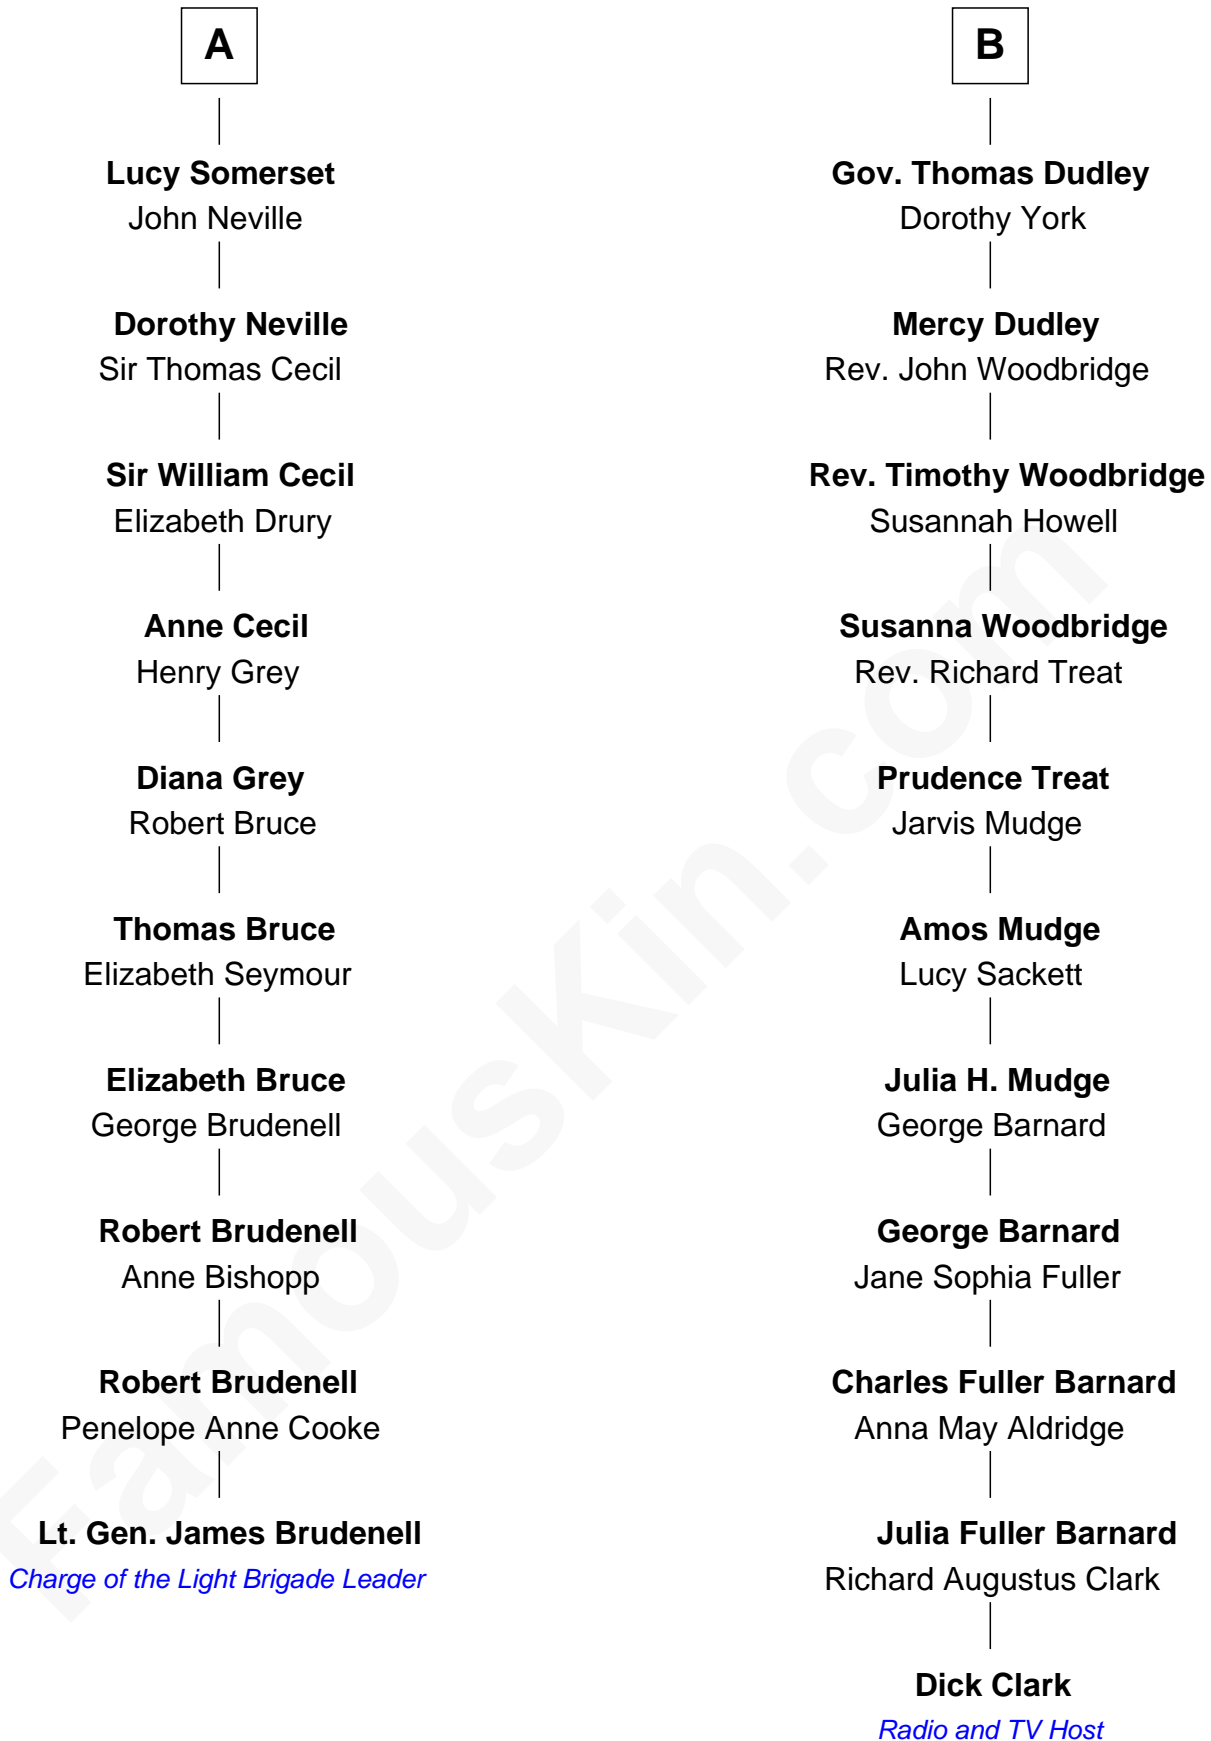 A
Lucy Somerset
John Neville
Dorothy Neville
Sir Thomas Cecil
Sir William Cecil
Elizabeth Drury
Anne Cecil
Henry Grey
Diana Grey
Robert Bruce
Thomas Bruce
Elizabeth Seymour
Elizabeth Bruce
George Brudenell
Robert Brudenell
Anne Bishopp
Robert Brudenell
Penelope Anne Cooke
Lt. Gen. James Brudenell
Charge of the Light Brigade Leader
B
Gov. Thomas Dudley
Dorothy York
Mercy Dudley
Rev. John Woodbridge
Rev. Timothy Woodbridge
Susannah Howell
Susanna Woodbridge
Rev. Richard Treat
Prudence Treat
Jarvis Mudge
Amos Mudge
Lucy Sackett
Julia H. Mudge
George Barnard
George Barnard
Jane Sophia Fuller
Charles Fuller Barnard
Anna May Aldridge
Julia Fuller Barnard
Richard Augustus Clark
Dick Clark
Radio and TV Host
FamousKin.com